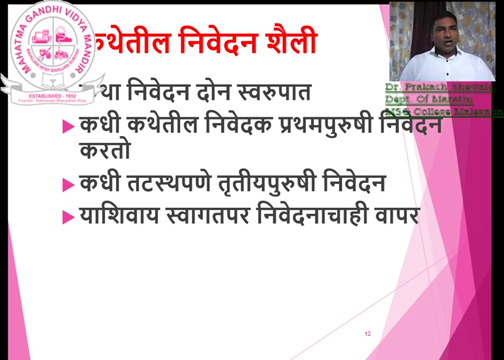 MAHATMA GANDHI VIDYA MANDIR
ESTABLISHED - 1952
कथेतील निवेदन शैली
Dr. Prakash
Dept. Of Marathi
College
कथा निवेदन दोन स्वरुपात
कधी कथेतील निवेदक प्रथमपुरुषी निवेदन
करतो
कधी तटस्थपणे तृतीयपुरुषी निवेदन
याशिवाय स्वागतपर निवेदनाचाही वापर
12